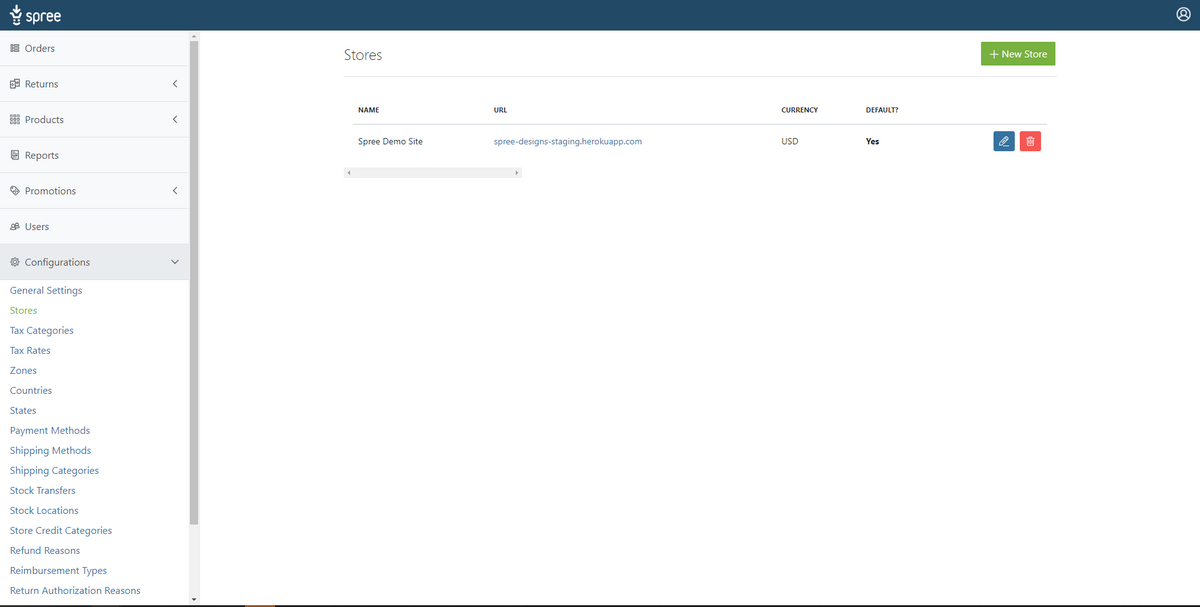 spree
Orders
Returns
Products
Reports
Promotions
Users
Configurations
General Settings
Stores
Tax Categories
Tax Rates
Zones
Countries
States
Payment Methods
Shipping Methods
Shipping Categories
Stock Transfers
Stock Locations
Store Credit Categories
Refund Reasons
Reimbursement Types
Return Authorization Reasons
Stores
+ New Store
NAME URL CURRENCY DEFAULT?
Spree Demo Site spree-designs-staging.herokuapp.com USD Yes